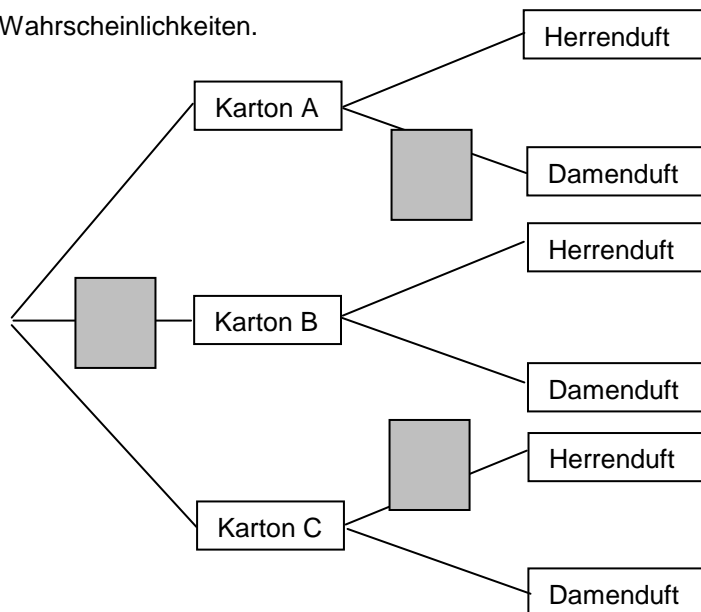 Wahrscheinlichkeiten.
Herrenduft
Karton A
Damenduft
Herrenduft
Karton B
Damenduft
Herrenduft
Karton C
Damenduft